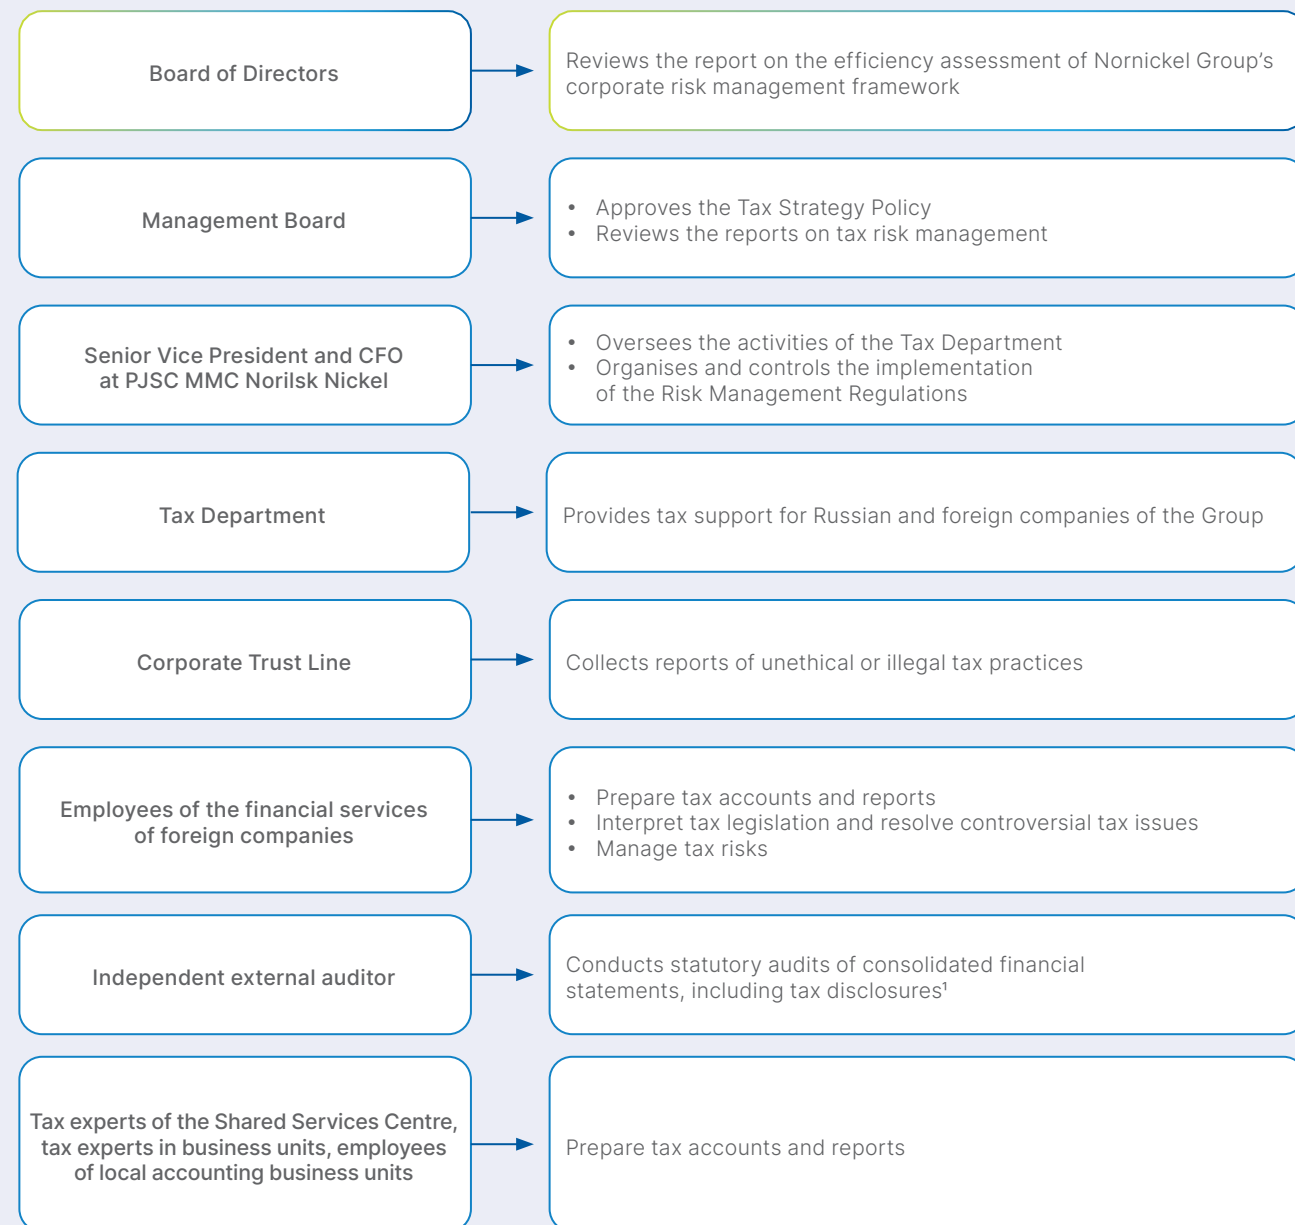 Board of Directors
Reviews the report on the efficiency assessment of Nornickel Group’s
corporate risk management framework
Management Board
• Approves the Tax Strategy Policy
• Reviews the reports on tax risk management
Senior Vice President and CFO
at PJSC MMC Norilsk Nickel
• Oversees the activities of the Tax Department
• Organises and controls the implementation
of the Risk Management Regulations
Tax Department
Provides tax support for Russian and foreign companies of the Group
Corporate Trust Line
Collects reports of unethical or illegal tax practices
Employees of the financial services
of foreign companies
• Prepare tax accounts and reports
• Interpret tax legislation and resolve controversial tax issues
• Manage tax risks
Independent external auditor
Conducts statutory audits of consolidated financial
statements, including tax disclosures¹
Tax experts of the Shared Services Centre,
tax experts in business units, employees
of local accounting business units
Prepare tax accounts and reports